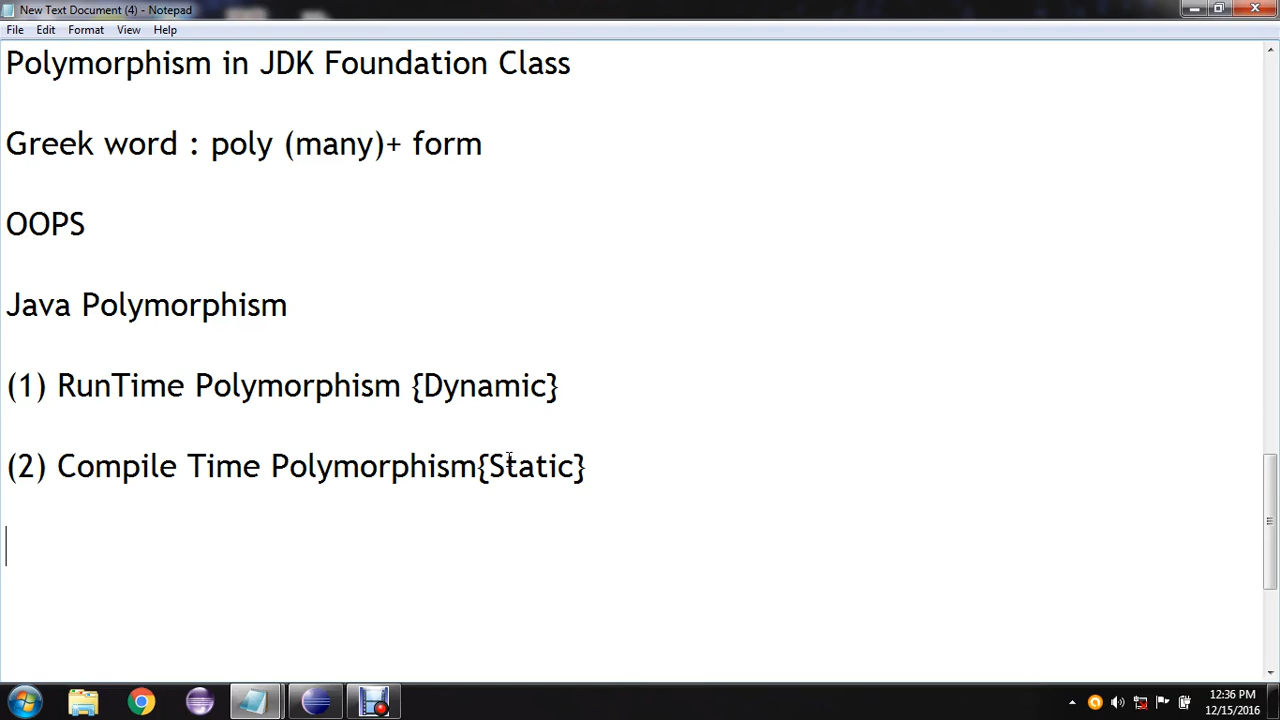 New Text Document (4) - Notepad
File Edit Format View Help
Polymorphism in JDK Foundation Class
Greek word : poly (many)+ form
OOPS
Java Polymorphism
(1) RunTime Polymorphism {Dynamic}
(2) Compile Time Polymorphism{Static}
12:36 PM
12/15/2016